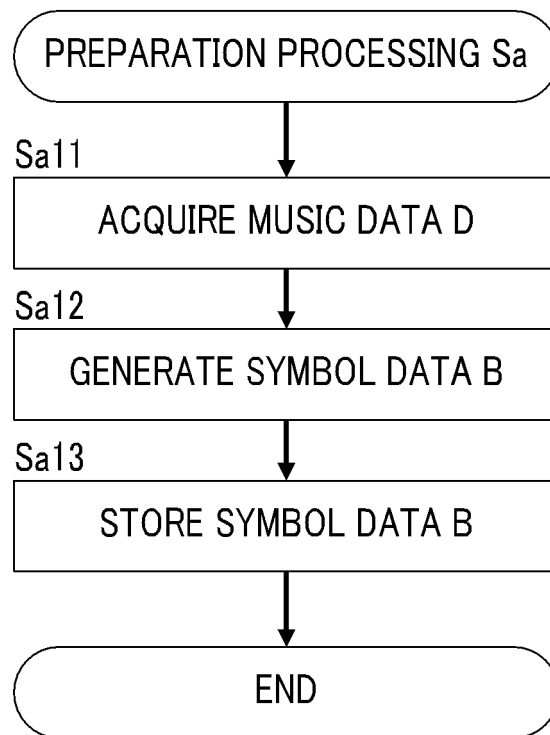 PREPARATION PROCESSING Sa
Sa11
ACQUIRE MUSIC DATA D
Sa12
GENERATE SYMBOL DATA B
Sa13
STORE SYMBOL DATA B
END